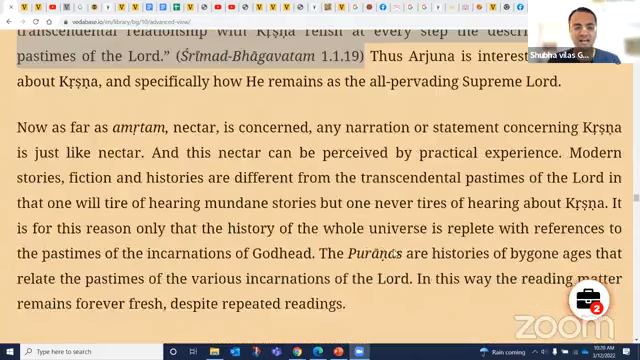 vedabase.io/en/library/bg/10/advanced-view/
transcendental relationship with Kṛṣṇa relish at every step the
pastimes of the Lord." (Śrīmad-Bhāgavatam 1.1.19) Thus Arjuna is
about Kṛṣṇa, and specifically how He remains as the all-pervading Supreme Lord.
Shubha vilas G...
Now as far as amṛtam, nectar, is concerned, any narration or statement concerning Kṛṣṇa
is just like nectar. And this nectar can be perceived by practical experience. Modern
stories, fiction and histories are different from the transcendental pastimes of the Lord in
that one will tire of hearing mundane stories but one never tires of hearing about Kṛṣṇa. It
is for this reason only that the history of the whole universe is replete with references to
the pastimes of the incarnations of Godhead. The Purāṇas are histories of bygone ages that
relate the pastimes of the various incarnations of the Lord. In this way the reading matter
remains forever fresh, despite repeated readings.
2
zoom
Type here to search
Rain coming
10:20 AM
3/12/2022